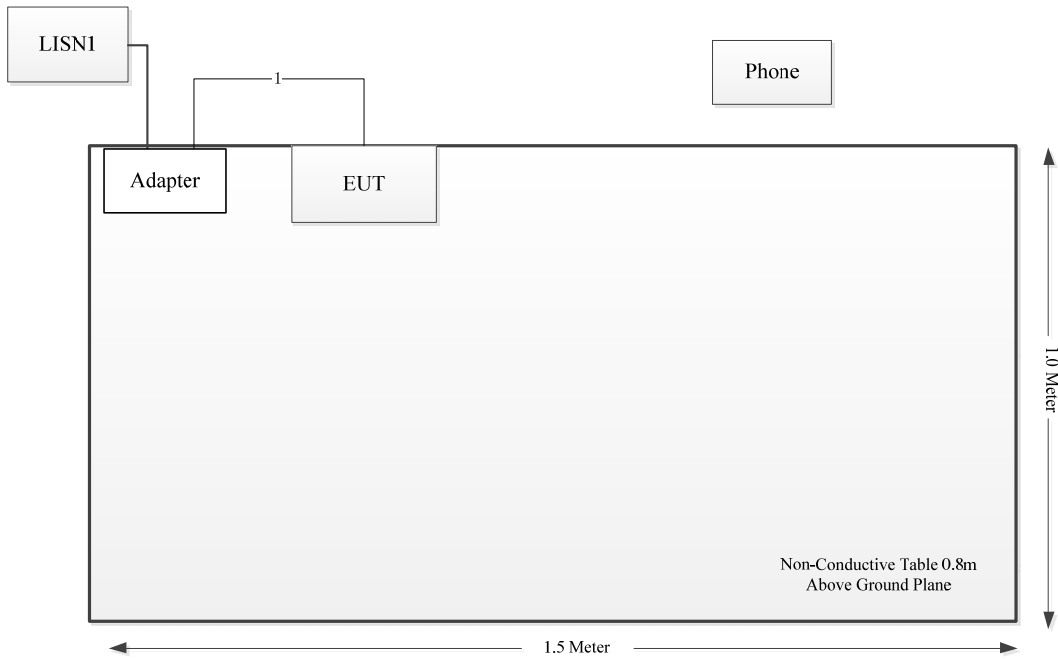 LISN1
1
Phone
Adapter
EUT
1.0 Meter
Non-Conductive Table 0.8m
Above Ground Plane
1.5 Meter